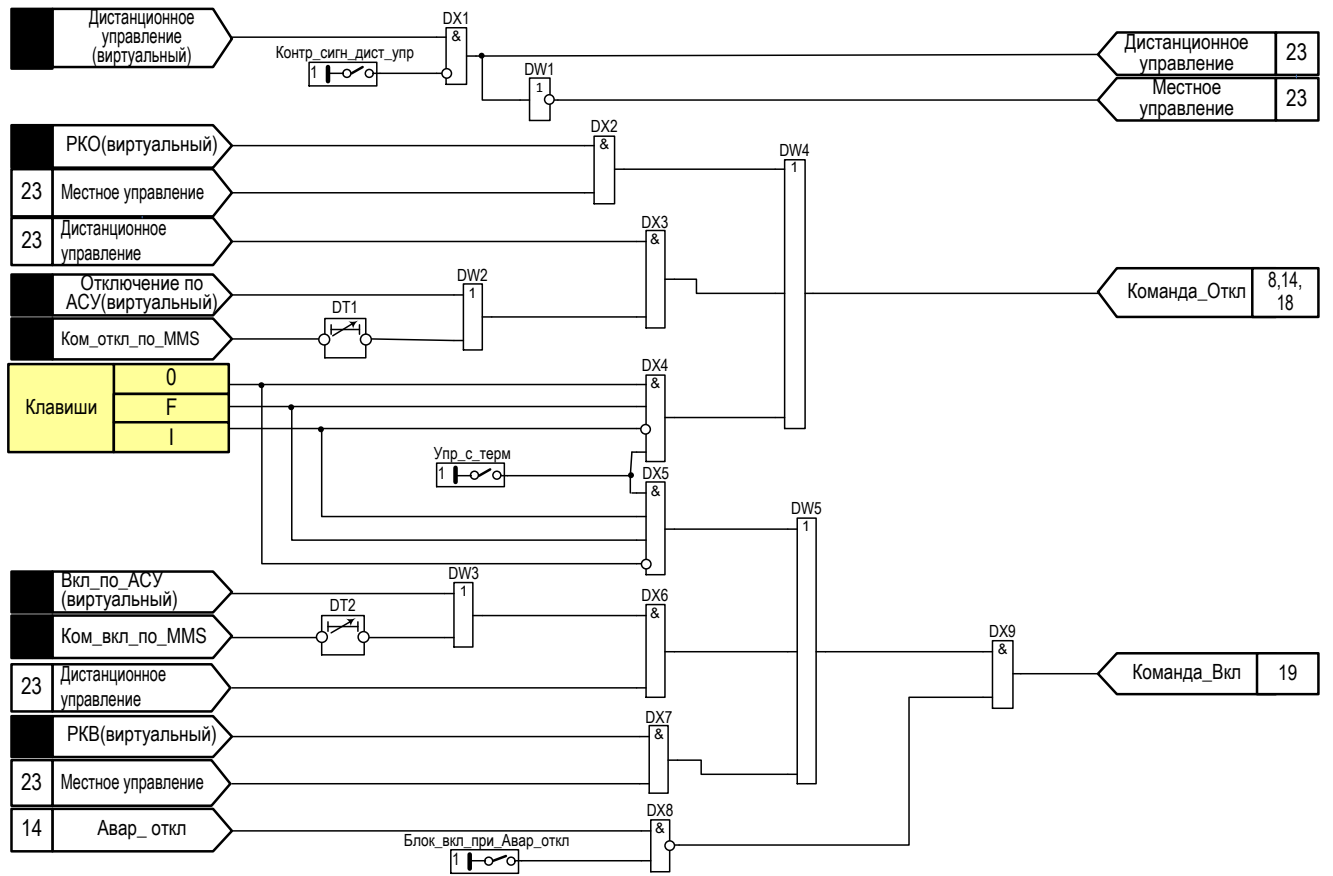 Дистанционное
управление
(виртуальный)
DX1
&
Контр_сигн_дист_упр
1
DW1
1
Дистанционное
управление
23
Местное
управление
23
РКО(виртуальный)
DX2
&
DW4
1
23
Местное управление
23
Дистанционное
управление
DX3
&
Отключение по
АСУ(виртуальный)
DW2
1
DT1
Ком_откл_по_MMS
Команда_Откл
8,14,
18
Клавиши
0
F
I
DX4
&
Упр_с_терм
1
DX5
&
DW5
1
Вкл_по_АСУ
(виртуальный)
DW3
1
DT2
Ком_вкл_по_MMS
DX6
&
23
Дистанционное
управление
DX9
&
Команда_Вкл
19
РКВ(виртуальный)
DX7
&
23
Местное управление
14
Авар_ откл
DX8
&
Блок_вкл_при_Авар_откл
1